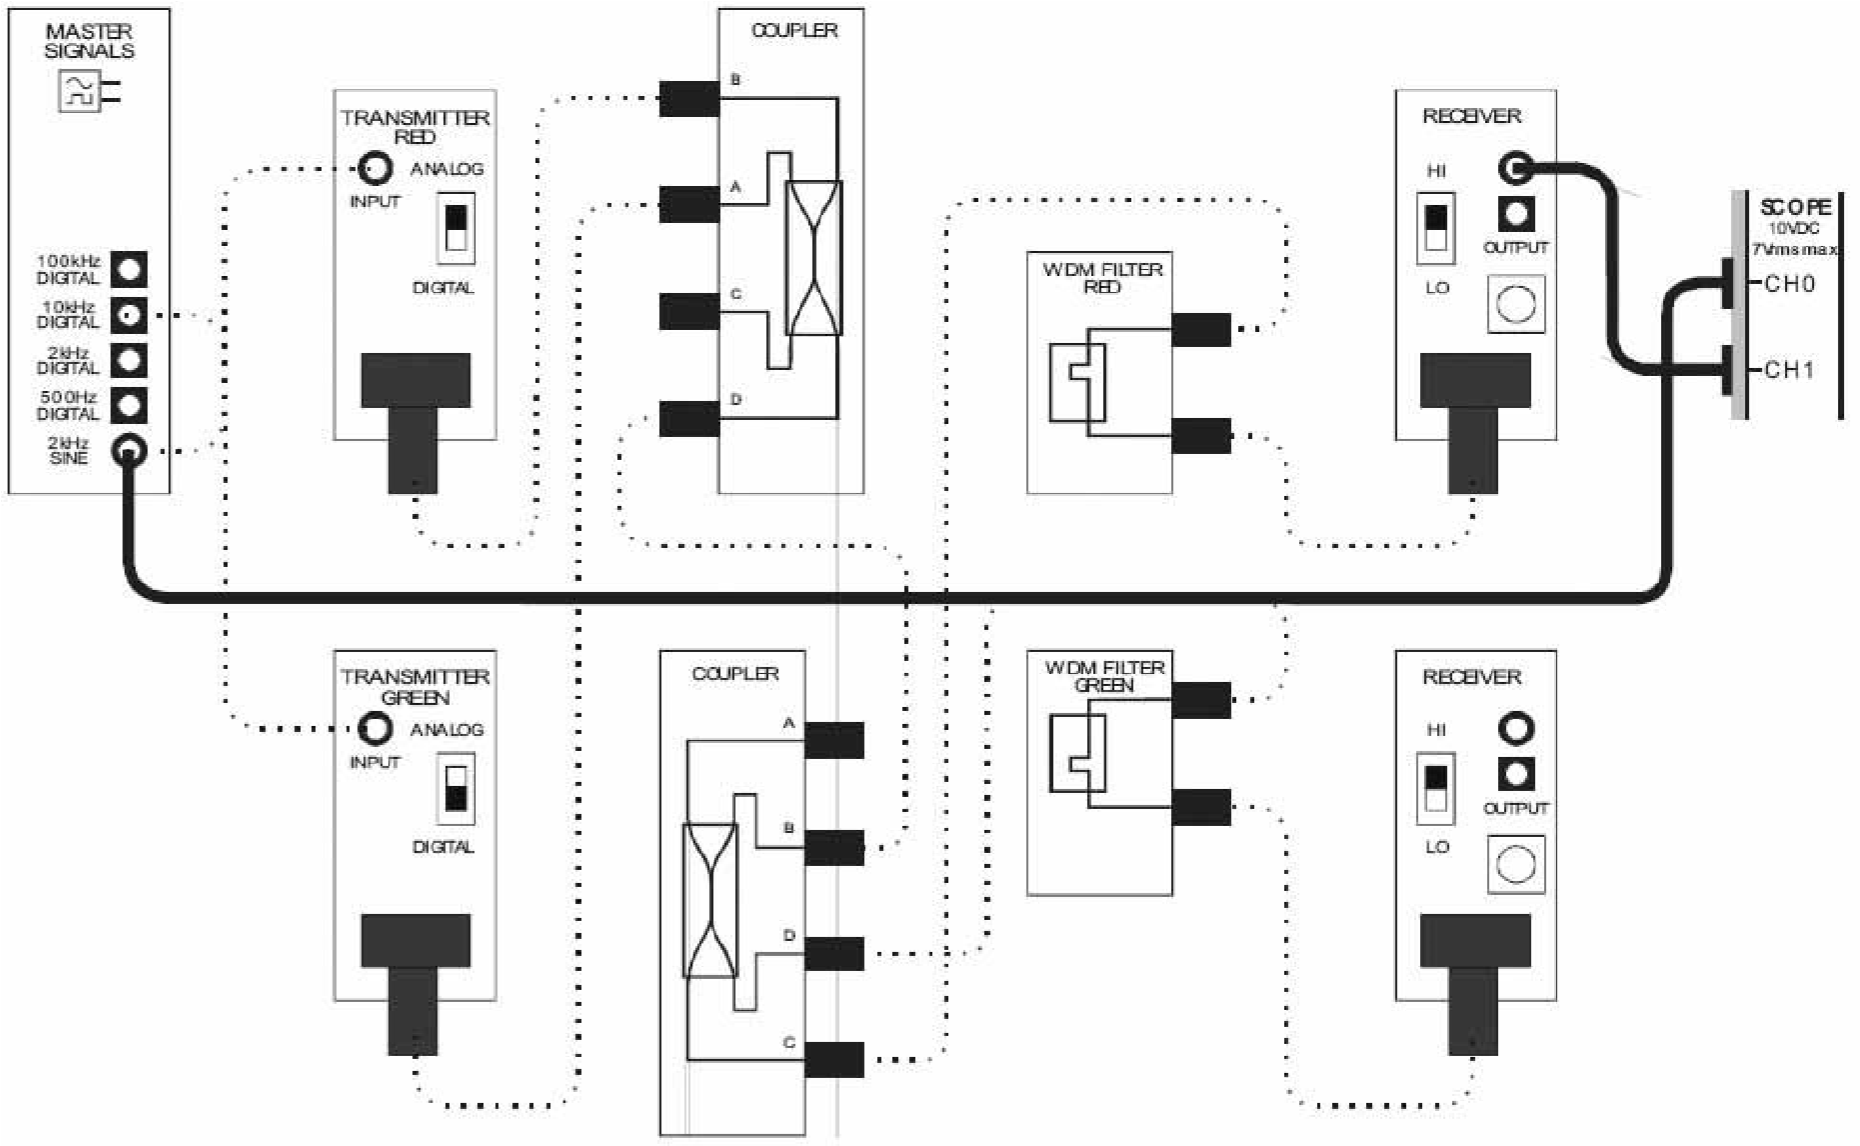 MASTER
SIGNALS
100kHz
DIGITAL
10kHz
DIGITAL
2kHz
DIGITAL
500Hz
DIGITAL
2kHz
SINE
TRANSMITTER
RED
ANALOG
INPUT
DIGITAL
COUPLER
B
A
C
D
WDM FILTER
RED
RECEIVER
HI
OUTPUT
LO
SCOPE
10VDC
7Vrms max
CH0
CH1
TRANSMITTER
GREEN
ANALOG
INPUT
DIGITAL
COUPLER
A
B
D
C
WDM FILTER
GREEN
RECEIVER
HI
OUTPUT
LO